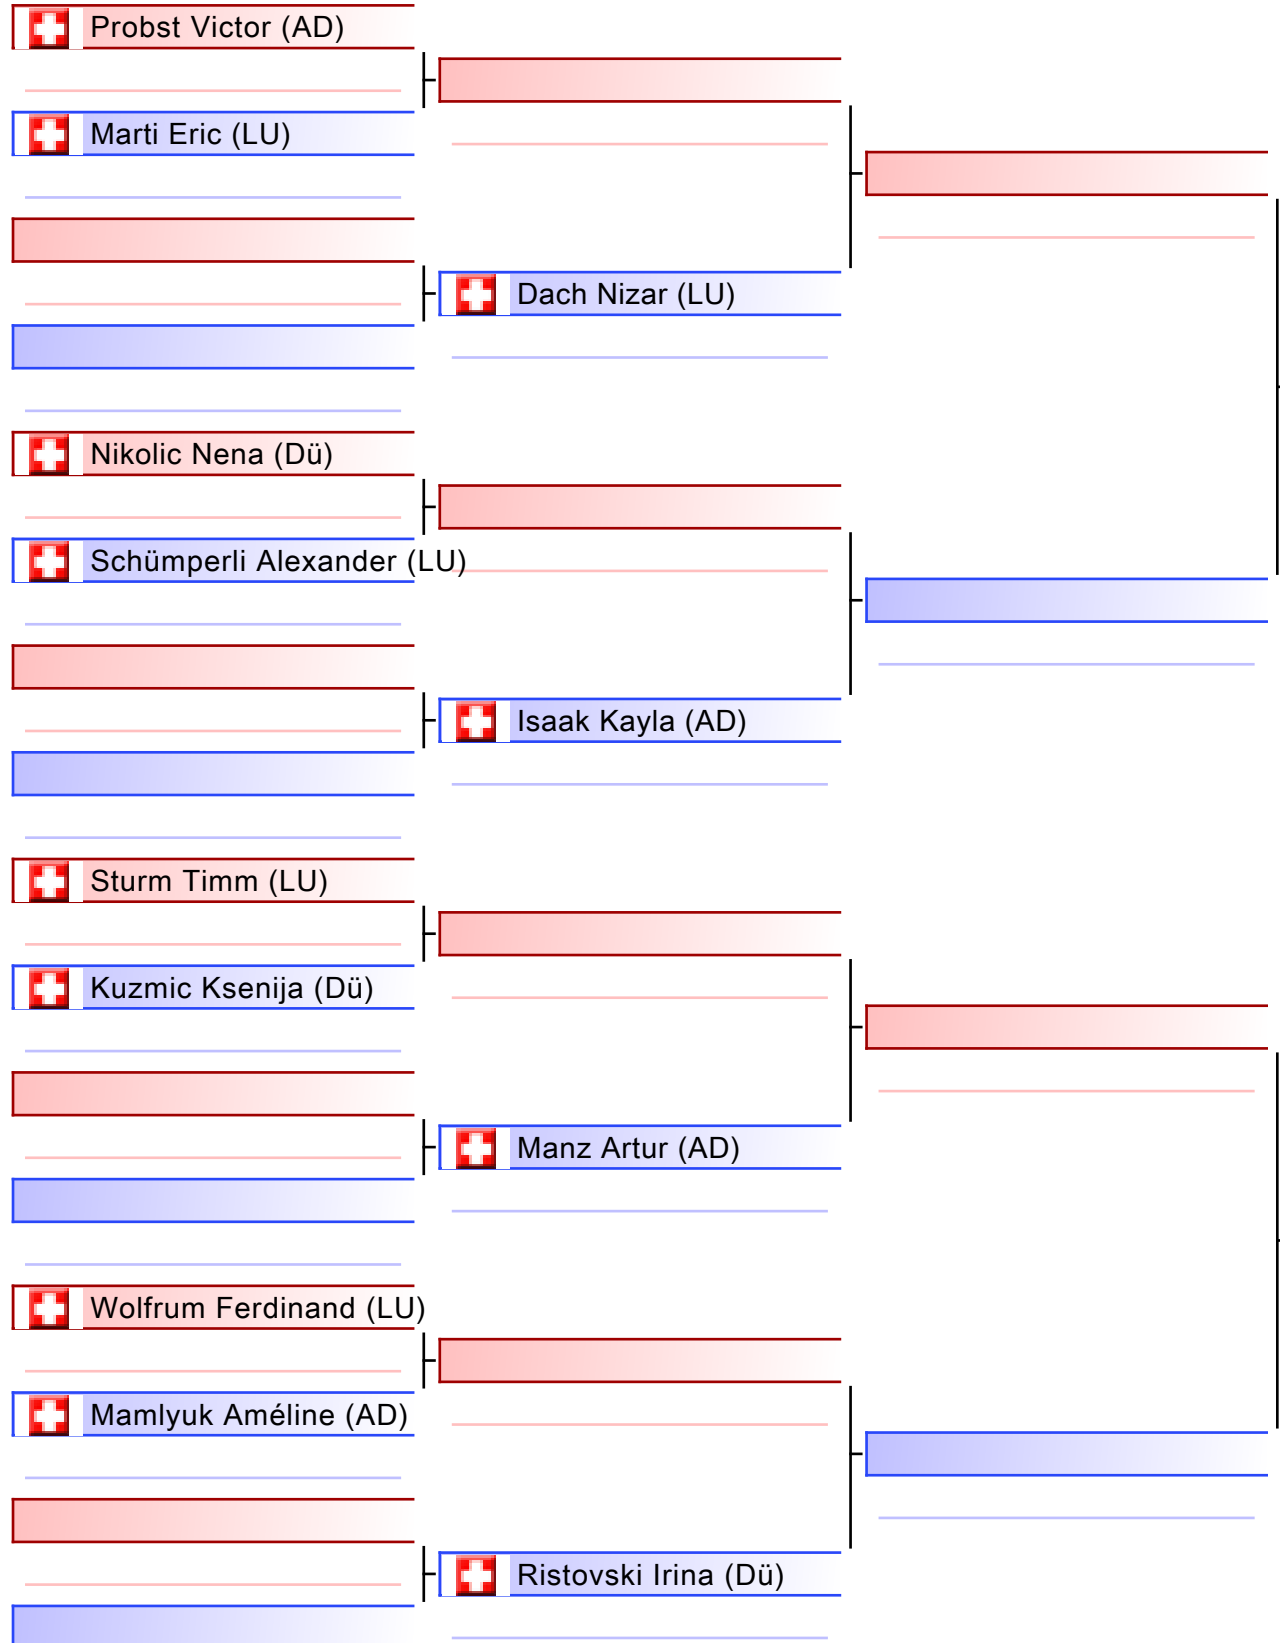 Probst Victor (AD)
Marti Eric (LU)
Dach Nizar (LU)
Nikolic Nena (Dü)
Schümperli Alexander (LU)
Isaak Kayla (AD)
Sturm Timm (LU)
Kuzmic Ksenija (Dü)
Manz Artur (AD)
Wolfrum Ferdinand (LU)
Mamlyuk Améline (AD)
Ristovski Irina (Dü)